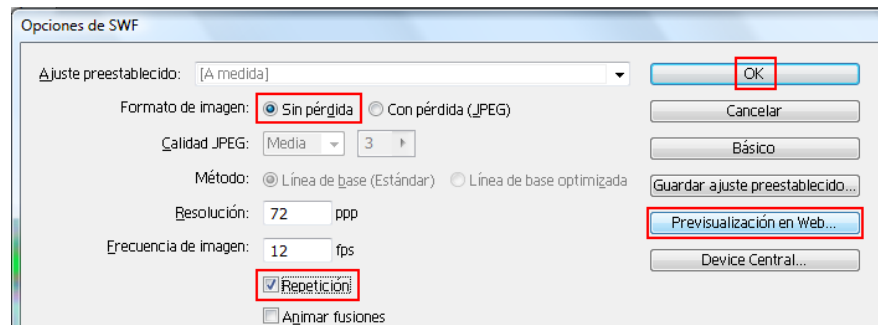 Opciones de SWF
Ajuste preestablecido: [A medida]
OK
Formato de imagen: Sin pérdida Con pérdida (JPEG)
Cancelar
Calidad JPEG: Media 3
Básico
Método: Línea de base (Estándar) Línea de base optimizada
Guardar ajuste preestablecido...
Resolución: 72 ppp
Previsualización en Web...
Frecuencia de imagen: 12 fps
Device Central...
Repetición
Animar fusiones